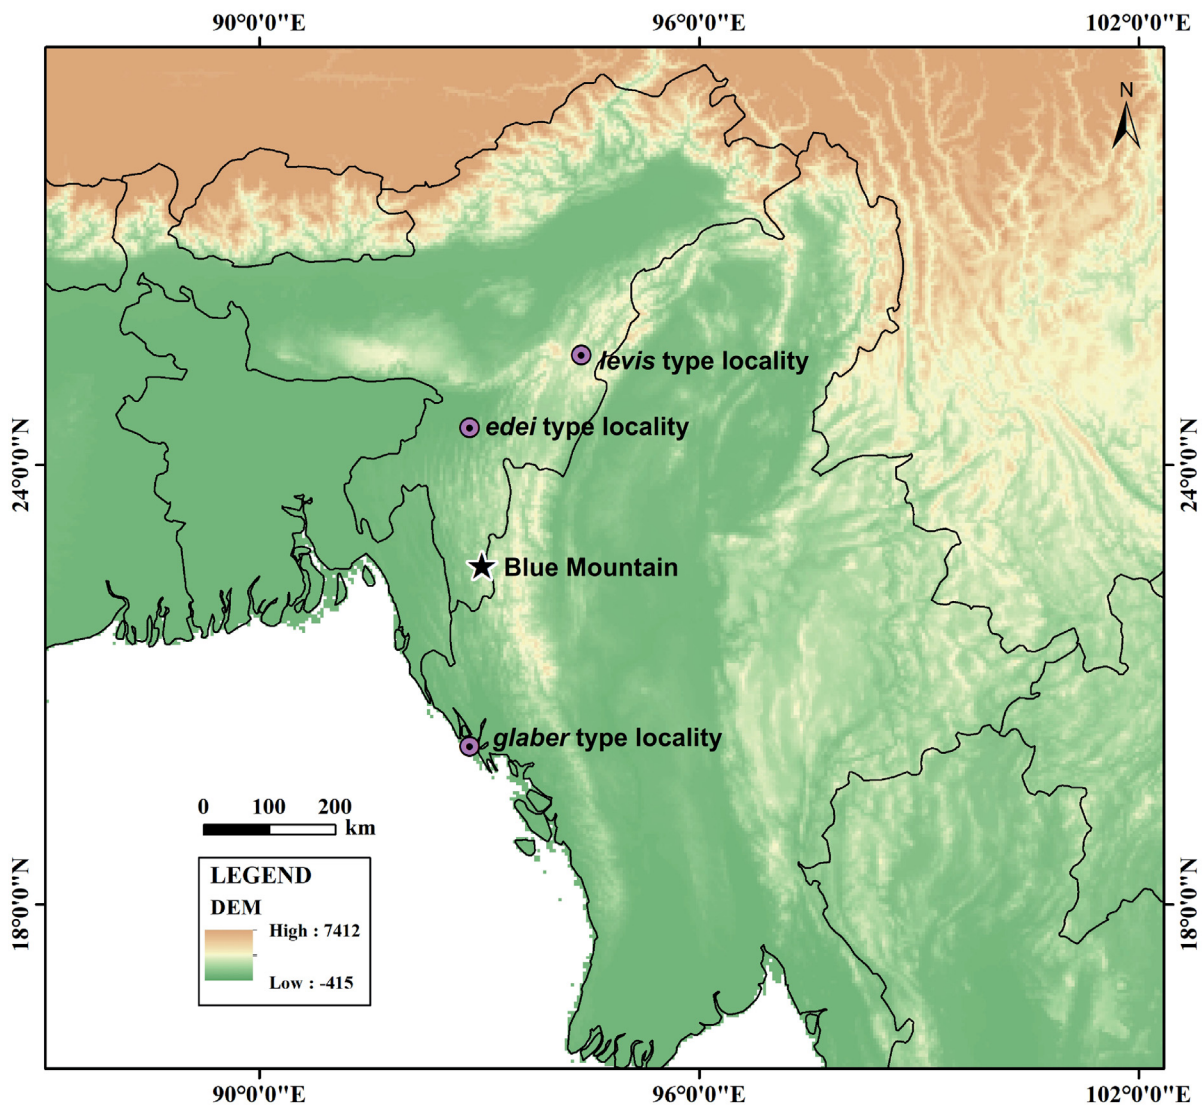 90°0'0"E
96°0'0"E
102°0'0"E
N
levis type locality
edei type locality
24°0'0"N
24°0'0"N
Blue Mountain
glaber type locality
0 100 200
km
LEGEND
DEM
High : 7412
Low : -415
18°0'0"N
18°0'0"N
90°0'0"E
96°0'0"E
102°0'0"E